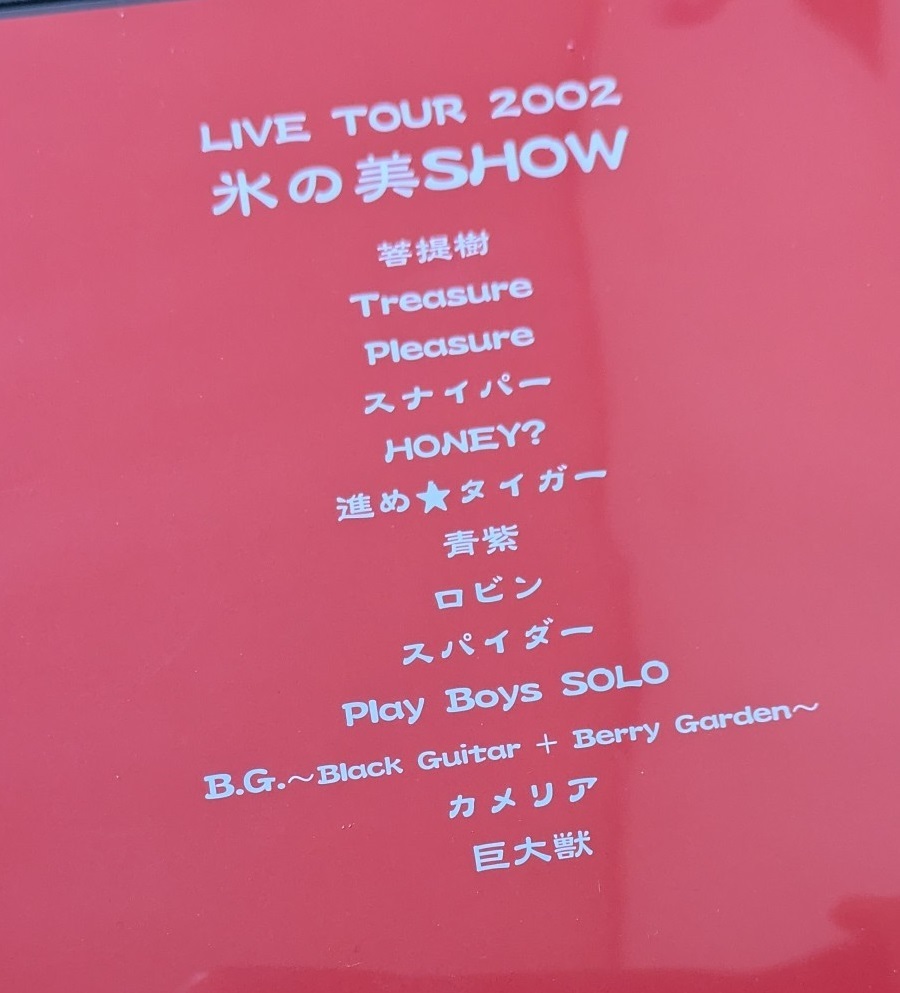 LIVE TOUR 2002
氷の美SHOW
菩提樹
Treasure
Pleasure
スナイパー
HONEY?
進め★タイガー
青紫
ロビン
スパイダー
Play Boys SOLO
B.G.～Black Guitar + Berry Garden～
カメリア
巨大獣